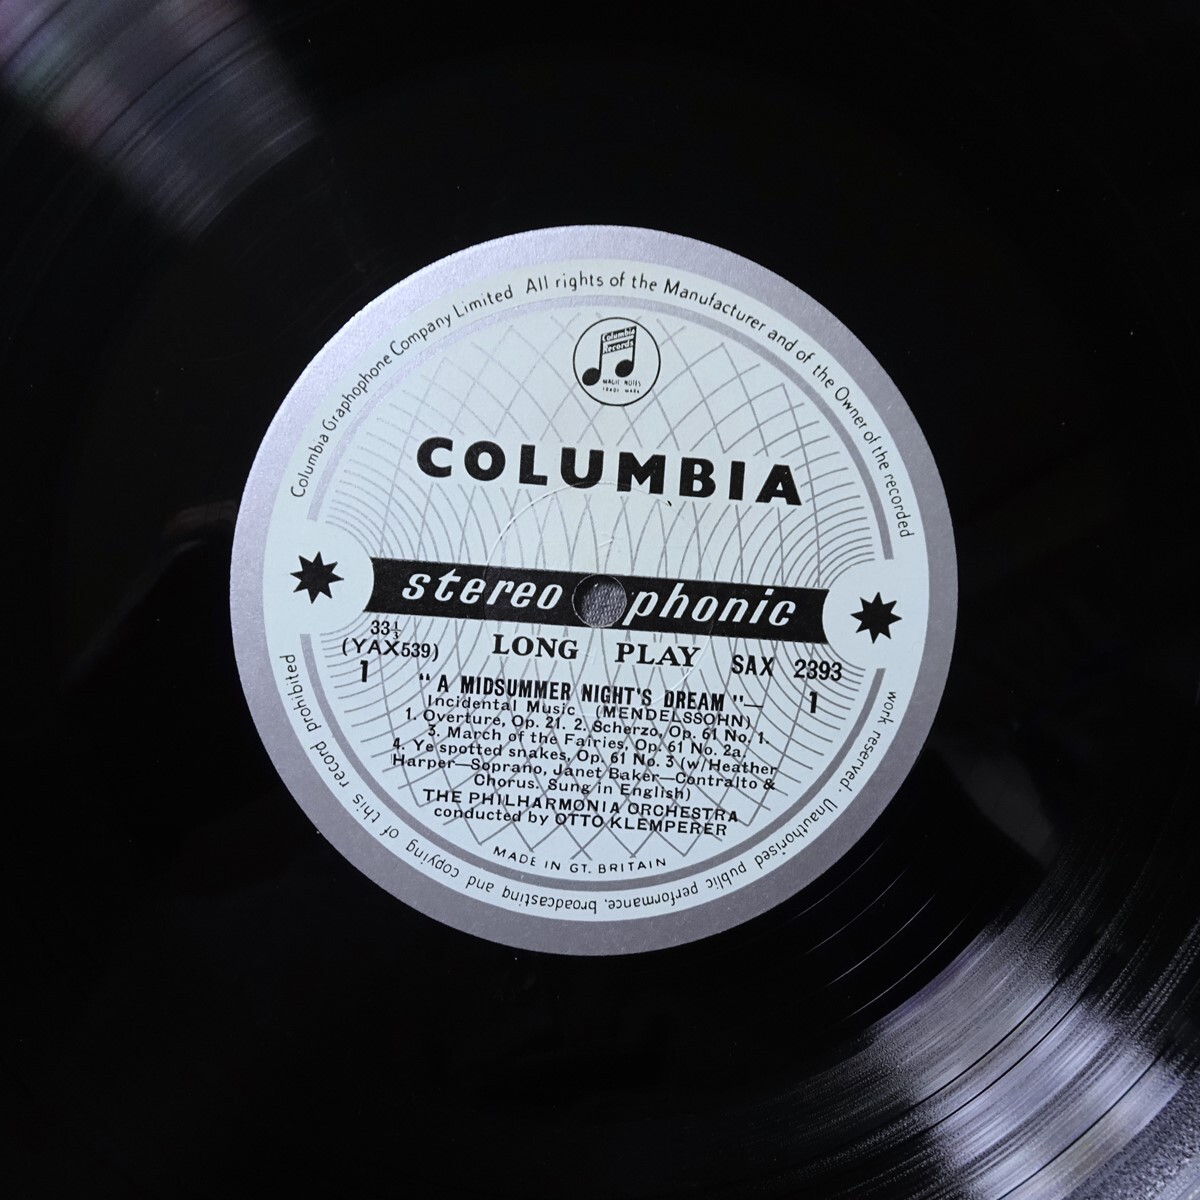 Columbia Graphophone Company Limited All rights of the Manufacturer and of the Owner of the recorded work reserved. Unauthorised public performance, broadcasting and copying of this record prohibited
Columbia
Records
MAGIC NOTES
TRADE MARK
COLUMBIA
stereo phonic
33⅓ LONG PLAY SAX 2393
(YAX539)
1 1
"A MIDSUMMER NIGHT'S DREAM"—
Incidental Music (MENDELSSOHN)
1. Overture, Op. 21. 2. Scherzo, Op. 61 No. 1.
3. March of the Fairies, Op. 61 No. 2a.
4. Ye spotted snakes, Op. 61 No. 3 (w/Heather
Harper—Soprano, Janet Baker—Contralto &
Chorus. Sung in English)
THE PHILHARMONIA ORCHESTRA
conducted by OTTO KLEMPERER
MADE IN GT. BRITAIN